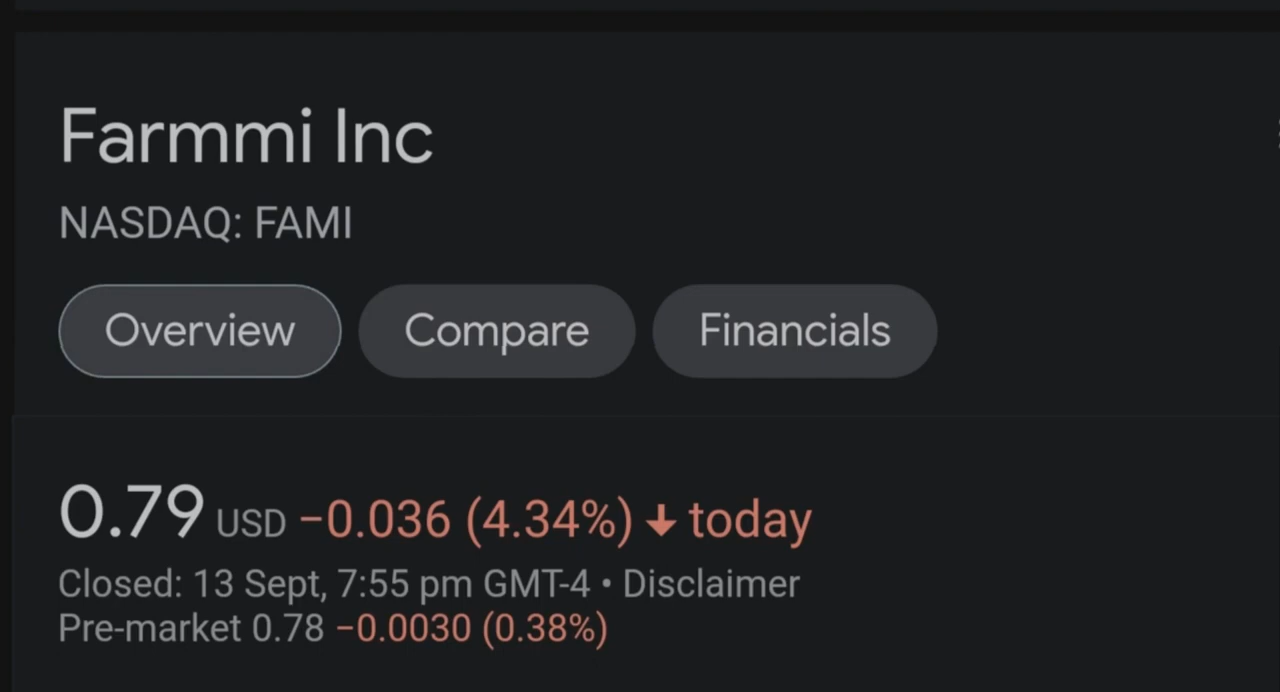 Farmmi Inc
NASDAQ: FAMI
Overview Compare Financials
0.79 USD −0.036 (4.34%) ↓ today
Closed: 13 Sept, 7:55 pm GMT-4 • Disclaimer
Pre-market 0.78 −0.0030 (0.38%)